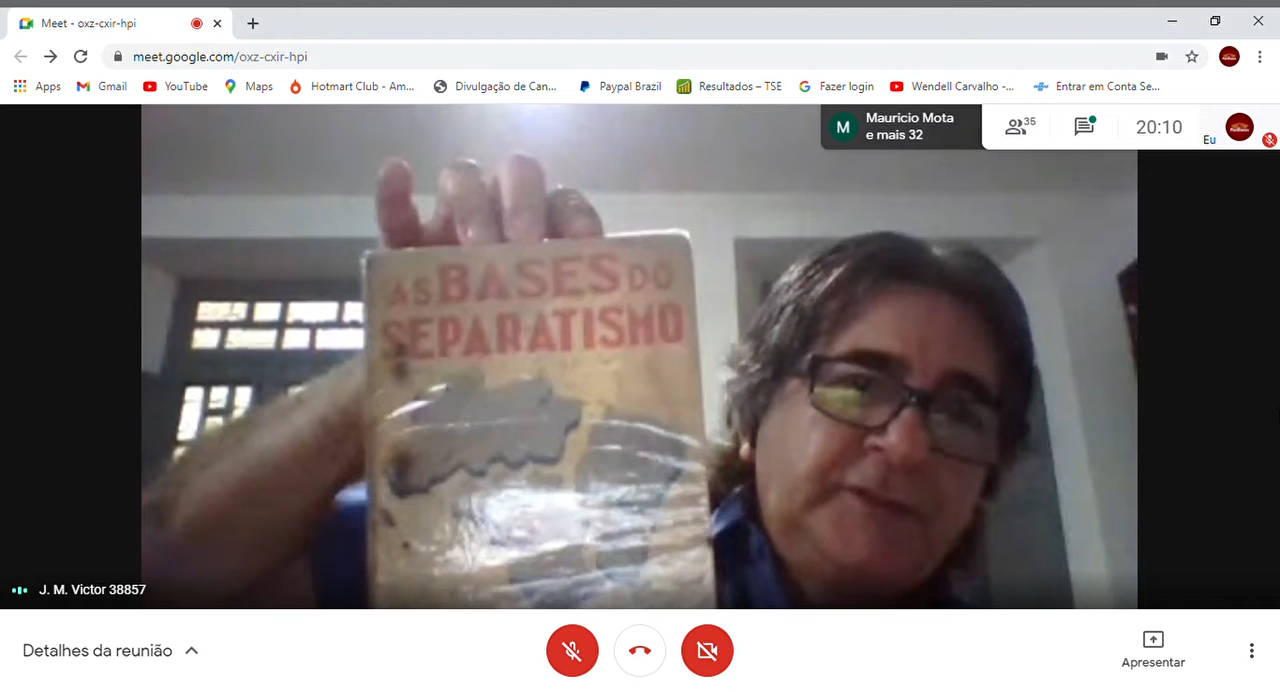 Meet - oxz-cxir-hpi
meet.google.com/oxz-cxir-hpi
Apps
Gmail
YouTube
Maps
Hotmart Club - Am...
Divulgação de Can...
Paypal Brazil
Resultados – TSE
Fazer login
Wendell Carvalho -...
Entrar em Conta Se...
M
Mauricio Mota
e mais 32
35
20:10
Eu
AS BASES DO
SEPARATISMO
J. M. Victor 38857
Detalhes da reunião
Apresentar